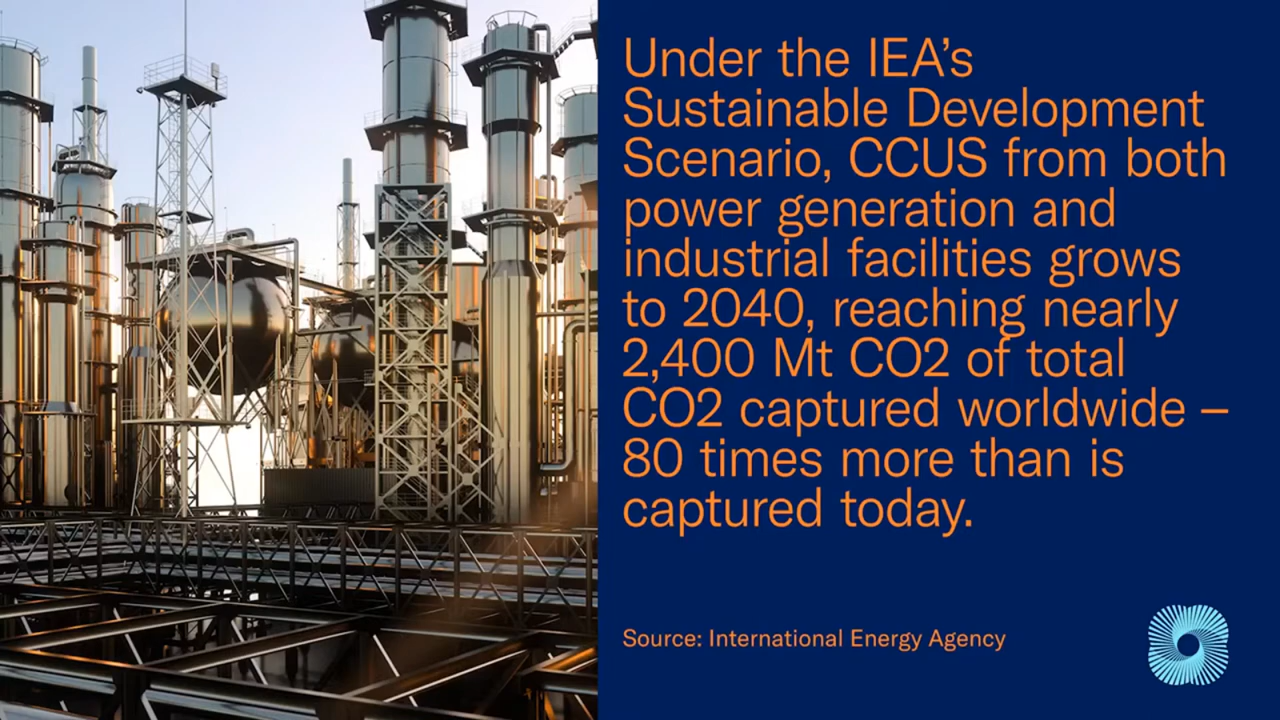 Under the IEA’s
Sustainable Development
Scenario, CCUS from both
power generation and
industrial facilities grows
to 2040, reaching nearly
2,400 Mt CO2 of total
CO2 captured worldwide –
80 times more than is
captured today.
Source: International Energy Agency